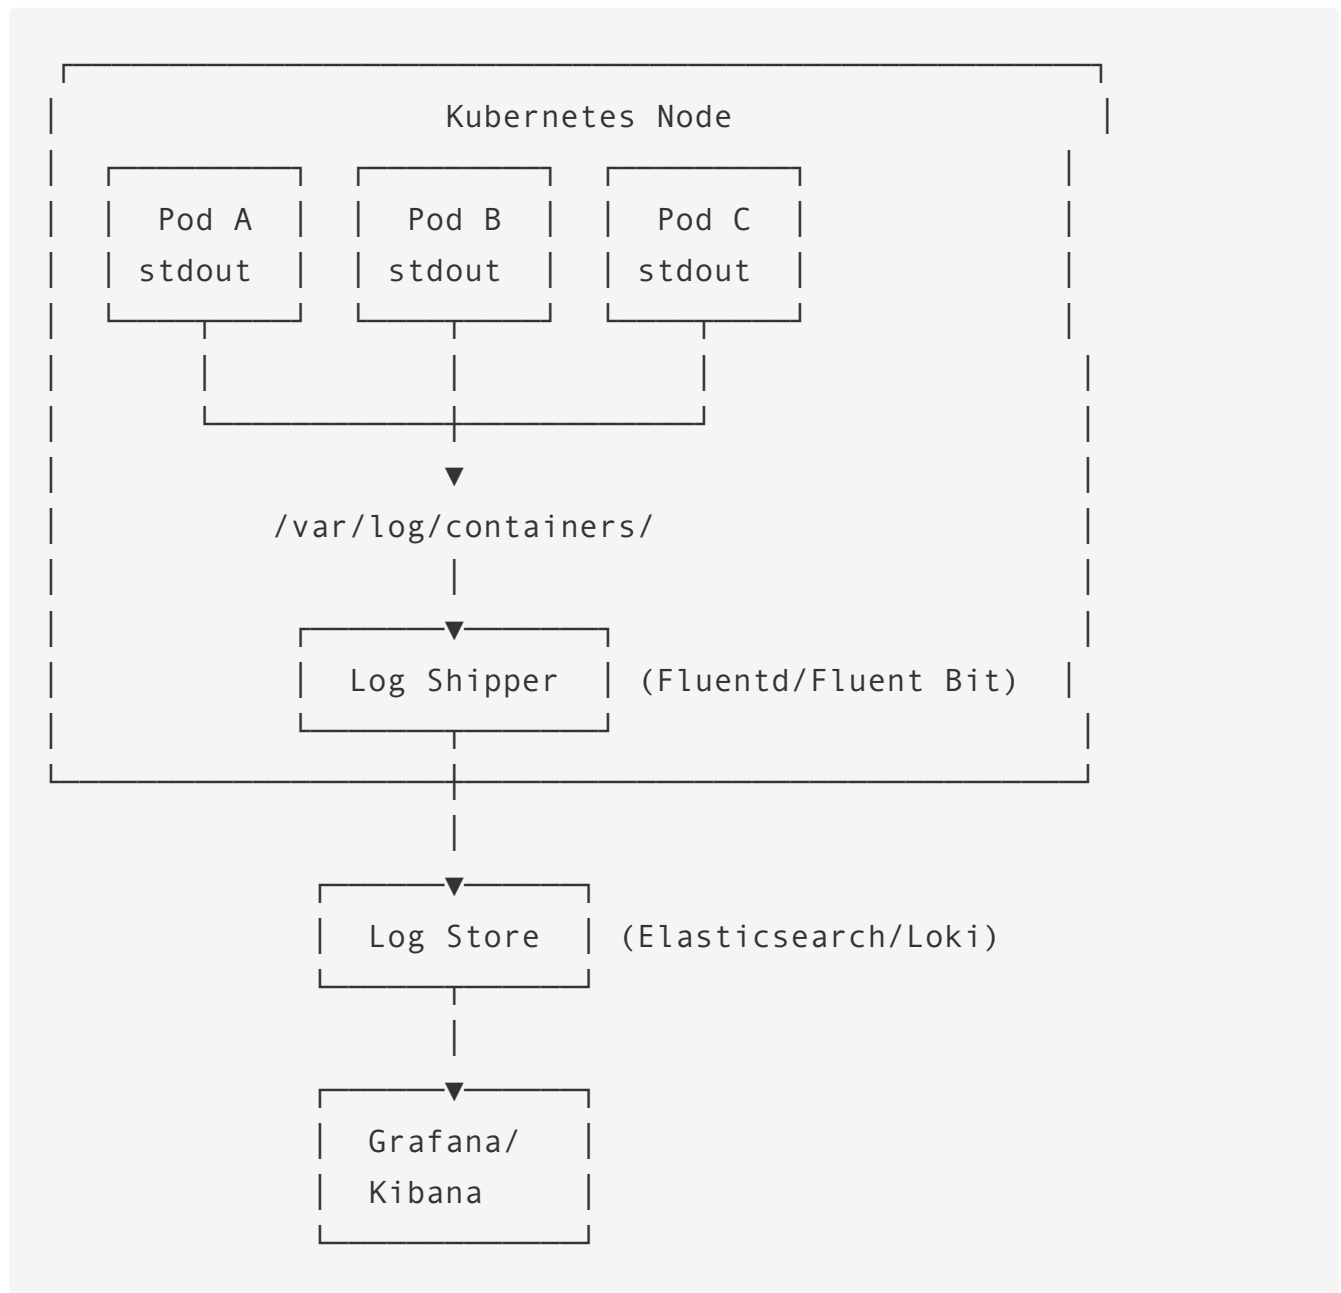 Kubernetes Node
Pod A Pod B Pod C
stdout stdout stdout
/var/log/containers/
Log Shipper (Fluentd/Fluent Bit)
Log Store (Elasticsearch/Loki)
Grafana/
Kibana